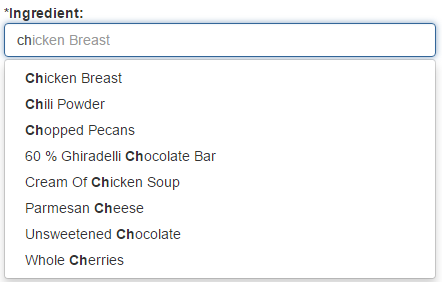 *Ingredient:
chicken Breast
Chicken Breast
Chili Powder
Chopped Pecans
60 % Ghiradelli Chocolate Bar
Cream Of Chicken Soup
Parmesan Cheese
Unsweetened Chocolate
Whole Cherries